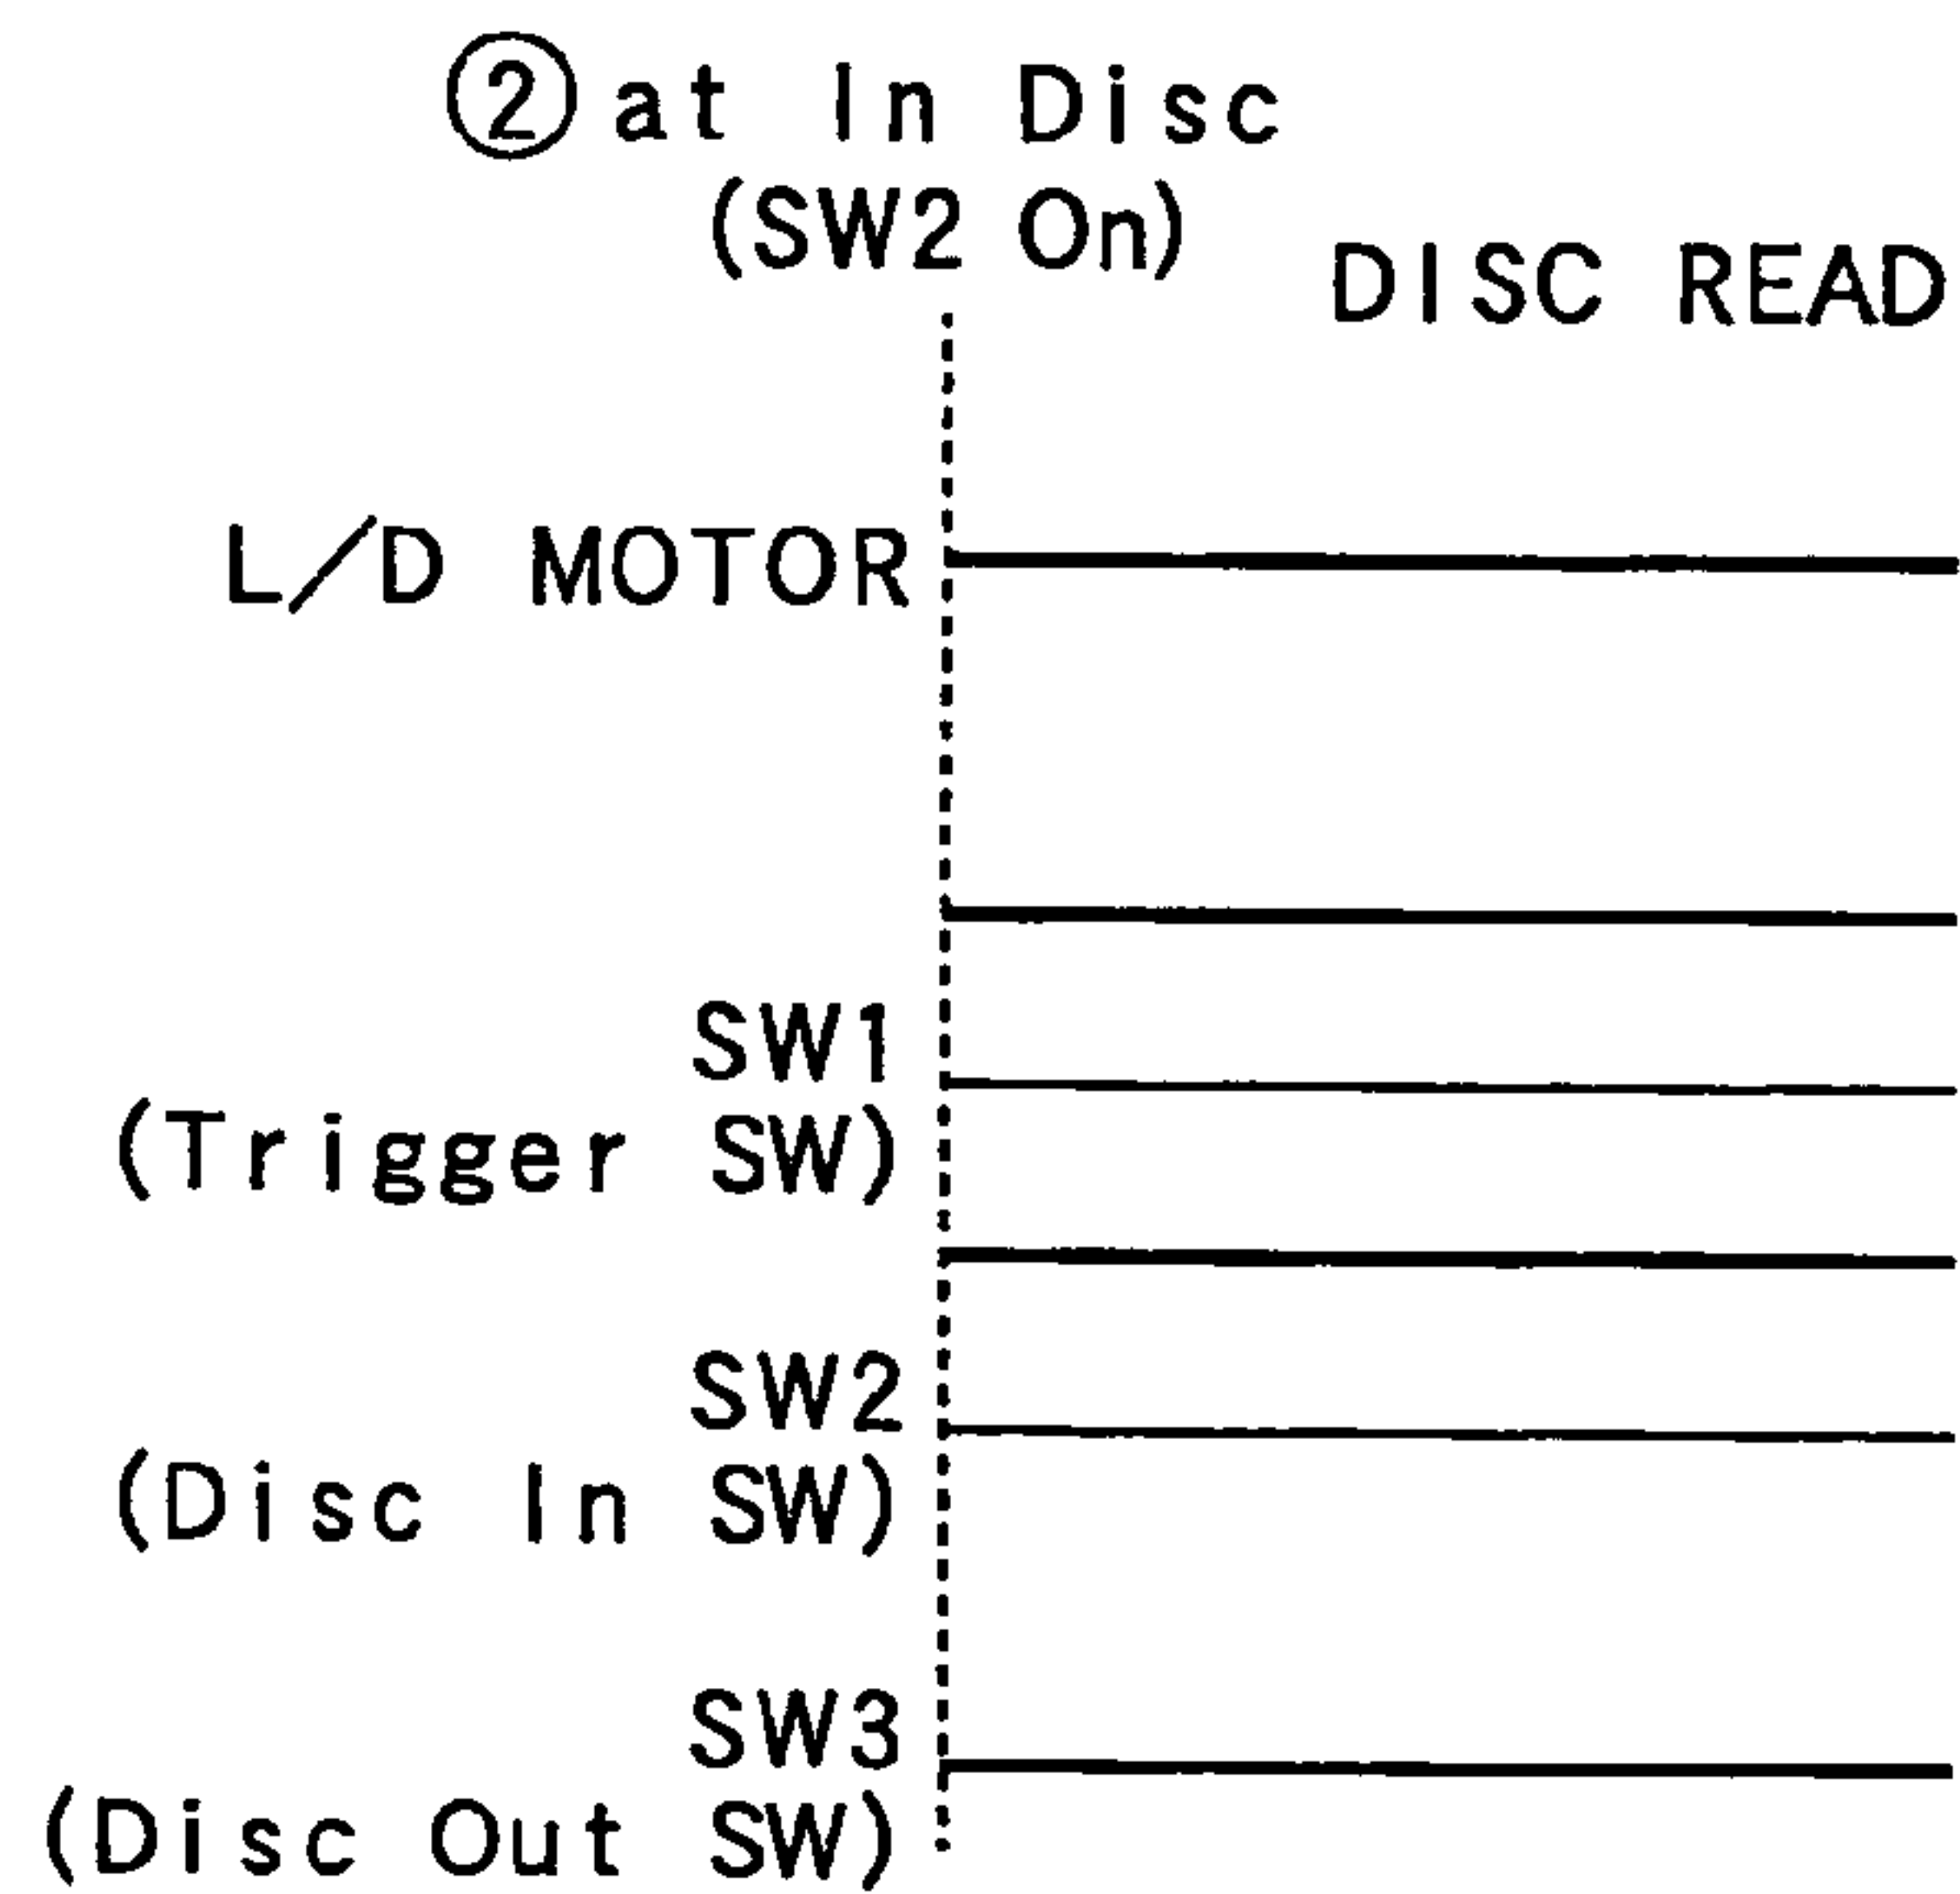 ②at In Disc
(SW2 On)
DISC READ
L/D MOTOR
SW1
(Trigger SW)
SW2
(Disc In SW)
SW3
(Disc Out SW)